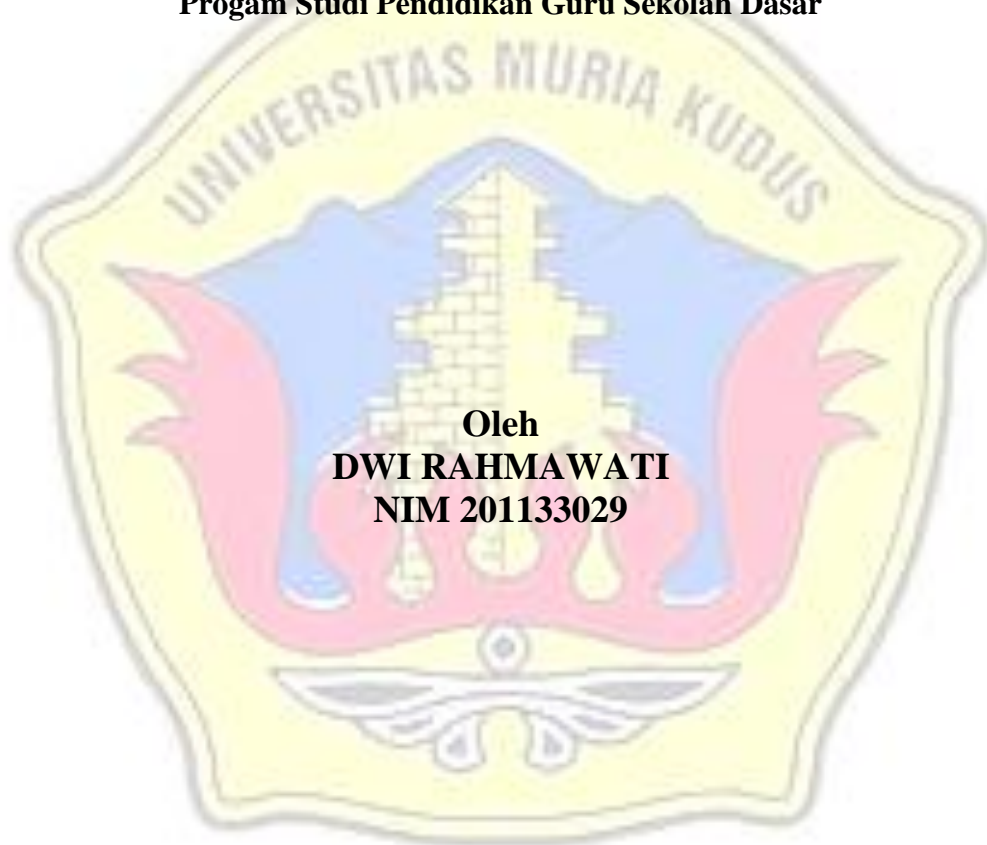 Progam Studi Pendidikan Guru Sekolah Dasar
UNIVERSITAS MURIA KUDUS
Oleh
DWI RAHMAWATI
NIM 201133029